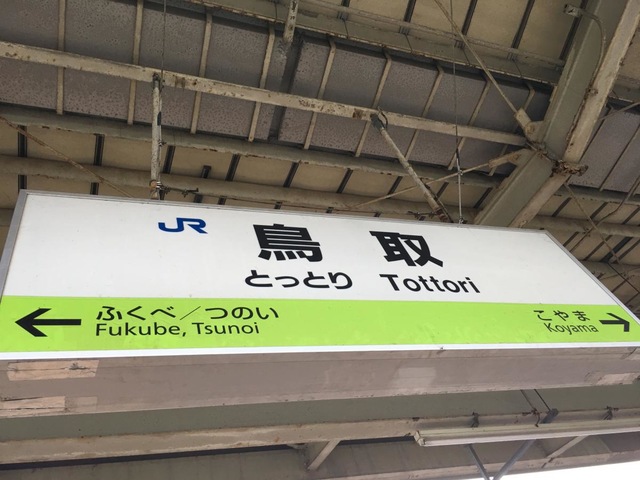 JR 鳥取
とっとり Tottori
← ふくべ／つのい
Fukube, Tsunoi
こやま →
Koyama